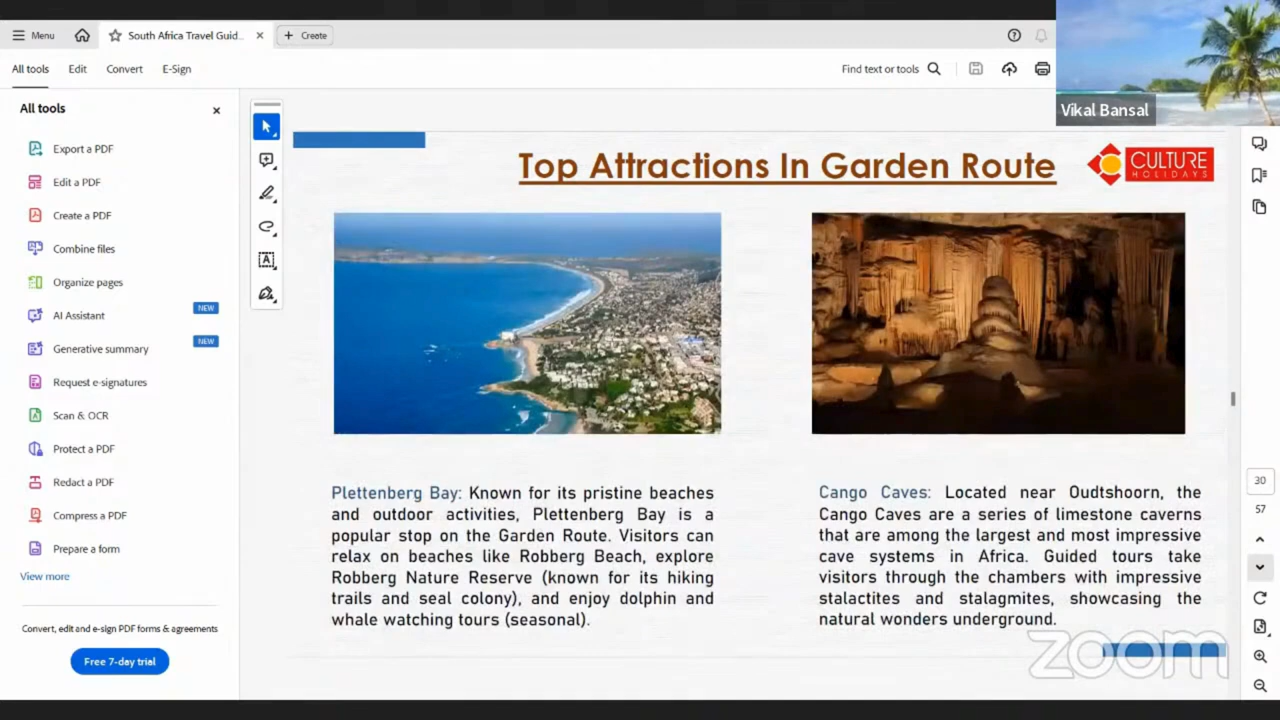 Menu
South Africa Travel Guid..
Create
All tools
Edit
Convert
E-Sign
Find text or tools
Vikal Bansal
All tools
Export a PDF
Edit a PDF
Create a PDF
Combine files
Organize pages
AI Assistant
NEW
Generative summary
NEW
Request e-signatures
Scan & OCR
Protect a PDF
Redact a PDF
Compress a PDF
Prepare a form
View more
Convert, edit and e-sign PDF forms & agreements
Free 7-day trial
Top Attractions In Garden Route
CULTURE
HOLIDAYS
Plettenberg Bay: Known for its pristine beaches
and outdoor activities, Plettenberg Bay is a
popular stop on the Garden Route. Visitors can
relax on beaches like Robberg Beach, explore
Robberg Nature Reserve (known for its hiking
trails and seal colony), and enjoy dolphin and
whale watching tours (seasonal).
Cango Caves: Located near Oudtshoorn, the
Cango Caves are a series of limestone caverns
that are among the largest and most impressive
cave systems in Africa. Guided tours take
visitors through the chambers with impressive
stalactites and stalagmites, showcasing the
natural wonders underground.
30
57
zoom